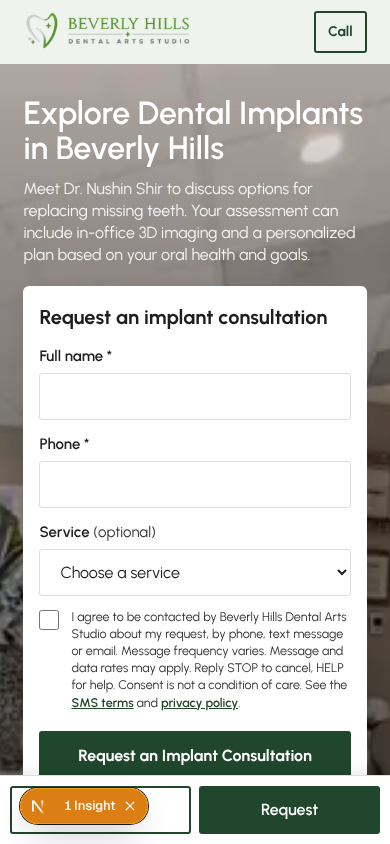 BEVERLY HILLS
DENTAL ARTS STUDIO
Call
Explore Dental Implants
in Beverly Hills
Meet Dr. Nushin Shir to discuss options for
replacing missing teeth. Your assessment can
include in-office 3D imaging and a personalized
plan based on your oral health and goals.
Request an implant consultation
Full name *
Phone *
Service (optional)
Choose a service
I agree to be contacted by Beverly Hills Dental Arts
Studio about my request, by phone, text message
or email. Message frequency varies. Message and
data rates may apply. Reply STOP to cancel, HELP
for help. Consent is not a condition of care. See the
SMS terms and privacy policy.
Request an Implant Consultation
N 1 Insight
Request